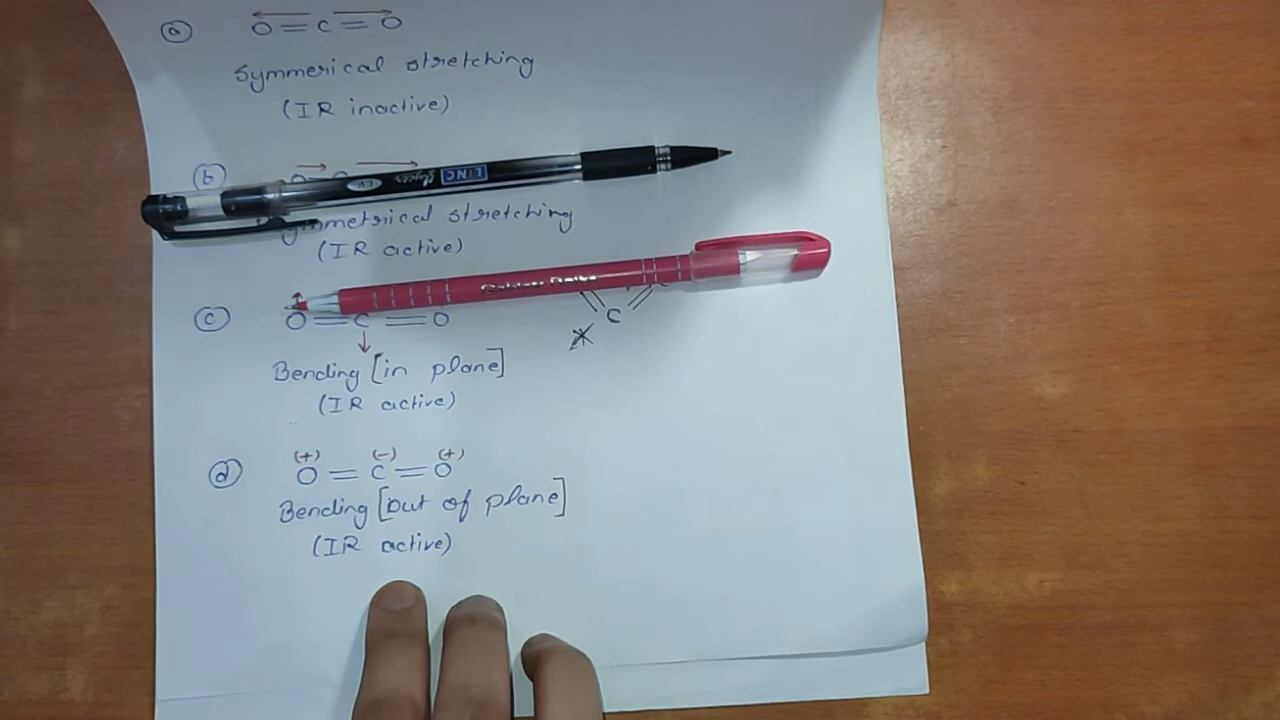 a
O = C = O
Symmerical stretching
(IR inactive)
b
LINC
stretching
(IR active)
c
O = C = O
C
Bending [in plane]
(IR active)
(+) (-) (+)
d O = C = O
Bending [out of plane]
(IR active)